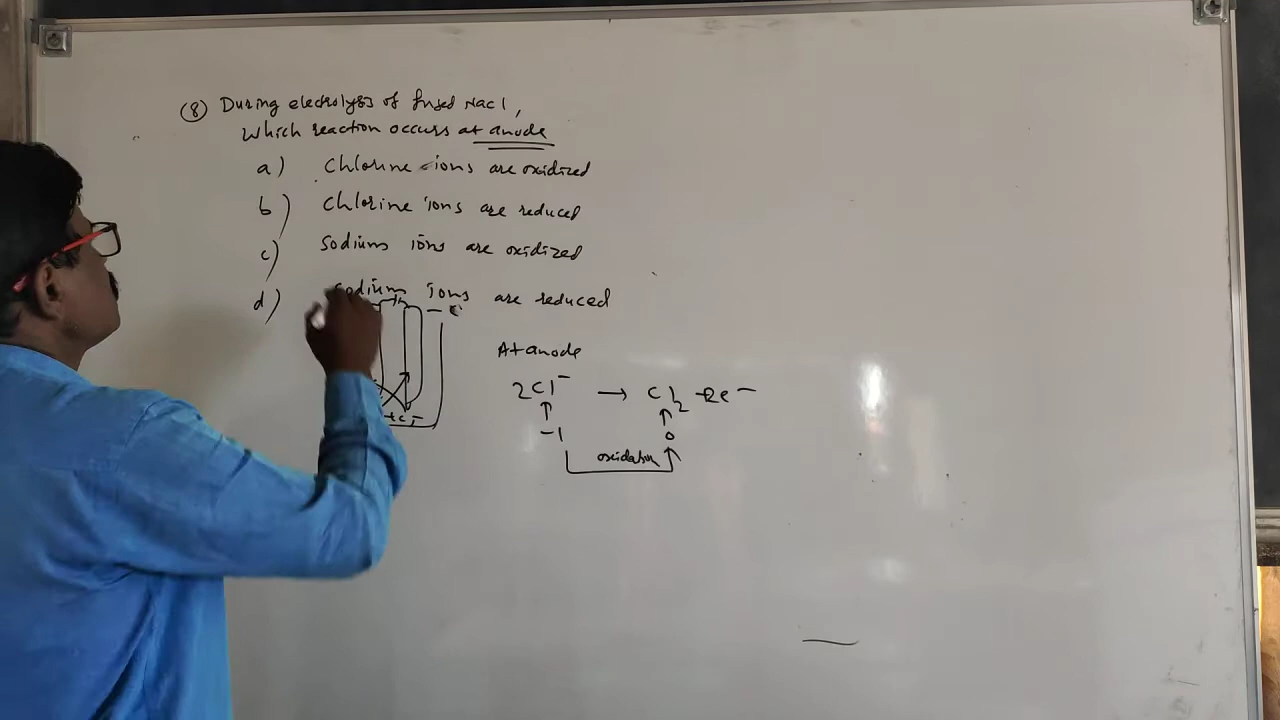 (8) During electrolysis of fused Nacl,
Which reaction occurs at anode
a) Chlorine ions are oxidized
b) Chlorine ions are reduced
c) Sodium ions are oxidized
d) Sodium ions are reduced
At anode
2Cl⁻ → Cl₂ + 2e⁻
-1 0
oxidation